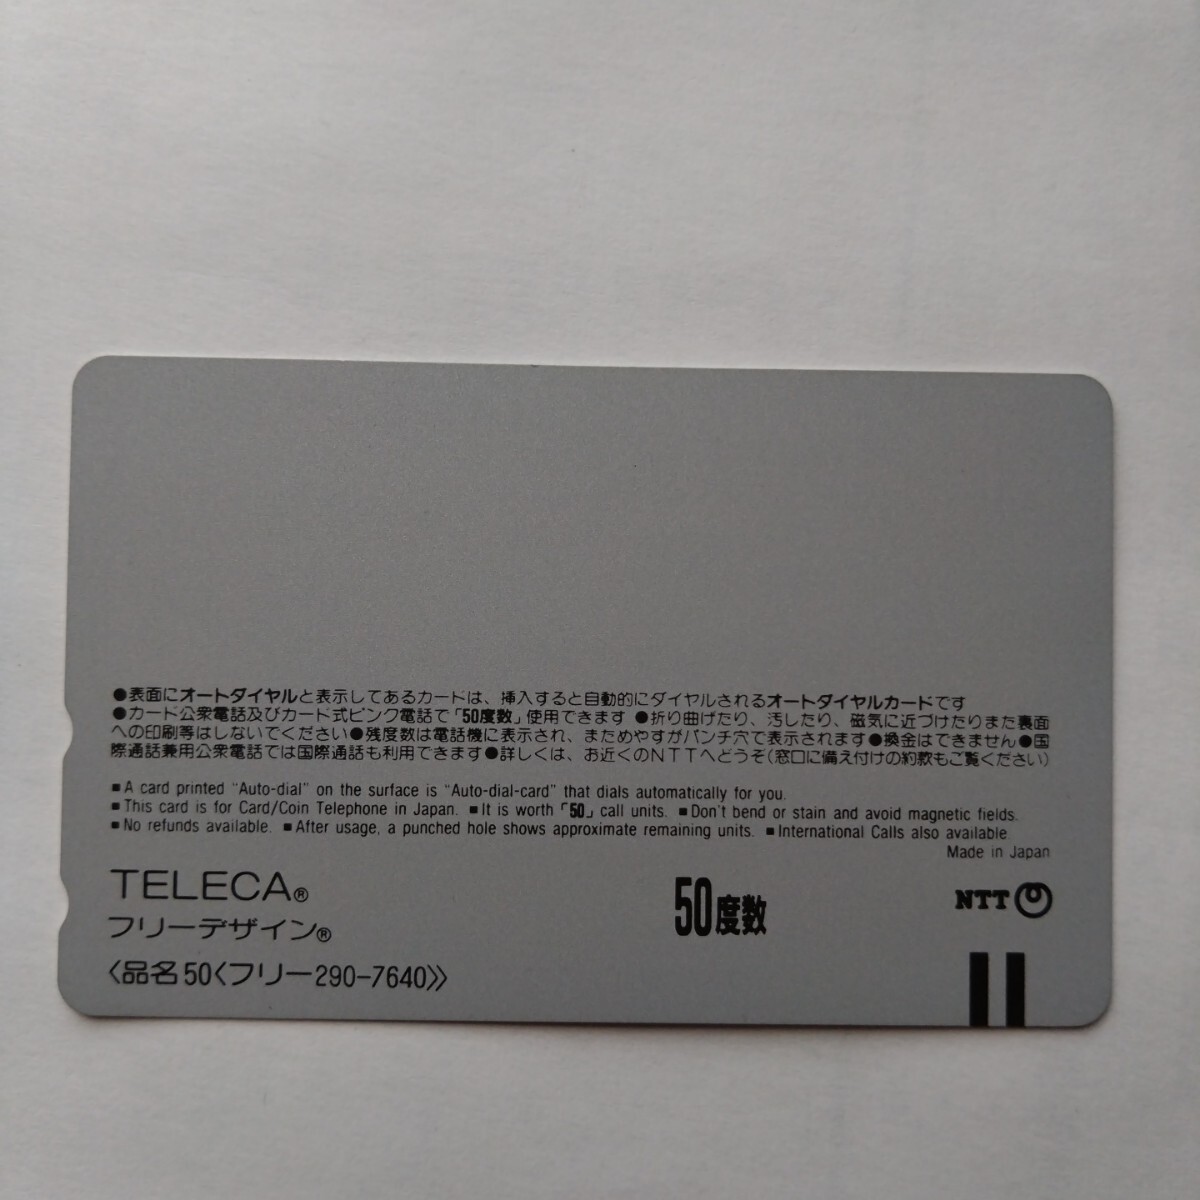 ●表面にオートダイヤルと表示してあるカードは、挿入すると自動的にダイヤルされるオートダイヤルカードです
●カード公衆電話及びカード式ピンク電話で「50度数」使用できます ●折り曲げたり、汚したり、磁気に近づけたりまた裏面
への印刷等はしないでください●残度数は電話機に表示され、まためやすがパンチ穴で表示されます●換金はできません●国
際通話兼用公衆電話では国際通話も利用できます●詳しくは、お近くのNTTへどうぞ(窓口に備え付けの約款もご覧ください)
■A card printed "Auto-dial" on the surface is "Auto-dial-card" that dials automatically for you.
■This card is for Card/Coin Telephone in Japan. ■It is worth「50」call units. ■Don't bend or stain and avoid magnetic fields.
■No refunds available. ■After usage, a punched hole shows approximate remaining units. ■International Calls also available
Made in Japan
TELECA®
フリーデザイン®
〈品名50〈フリー290-7640〉〉
50度数
NTT